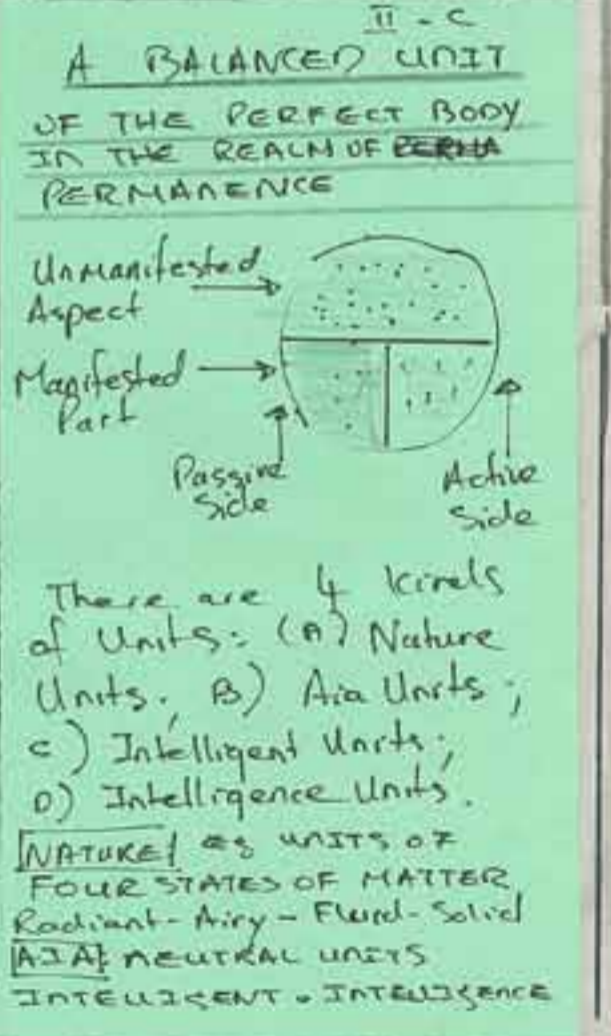 II - C
A BALANCED UNIT
OF THE PERFECT BODY
IN THE REALM OF PERMA
PERMANENCE
Unmanifested
Aspect
Manifested
Part
Passive
Side
Active
Side
There are 4 kinds
of Units: (A) Nature
Units; B) Aia Units;
C) Intelligent Units;
D) Intelligence Units.
NATURE as UNITS OF
FOUR STATES OF MATTER
Radiant - Airy - Fluid - Solid
AIA: NEUTRAL UNITS
INTELLIGENT - INTELLIGENCE